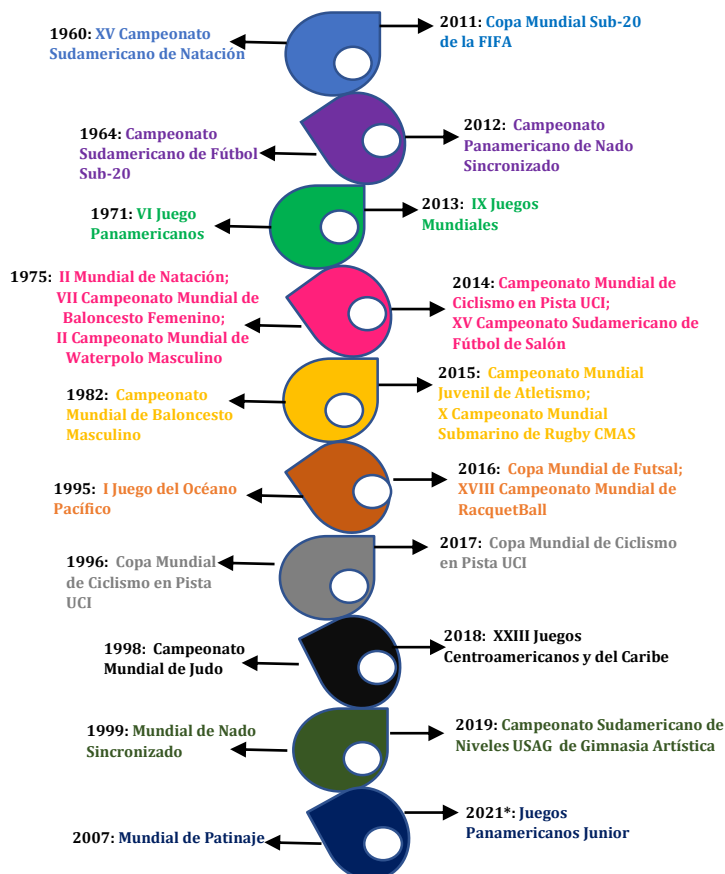 1960: XV Campeonato
Sudamericano de Natación
1964: Campeonato
Sudamericano de Fútbol
Sub-20
1971: VI Juego
Panamericanos
1975: II Mundial de Natación;
VII Campeonato Mundial de
Baloncesto Femenino;
II Campeonato Mundial de
Waterpolo Masculino
1982: Campeonato
Mundial de Baloncesto
Masculino
1995: I Juego del Océano
Pacífico
1996: Copa Mundial
de Ciclismo en Pista
UCI
1998: Campeonato
Mundial de Judo
1999: Mundial de Nado
Sincronizado
2007: Mundial de Patinaje
2011: Copa Mundial Sub-20
de la FIFA
2012: Campeonato
Panamericano de Nado
Sincronizado
2013: IX Juegos
Mundiales
2014: Campeonato Mundial de
Ciclismo en Pista UCI;
XV Campeonato Sudamericano de
Fútbol de Salón
2015: Campeonato Mundial
Juvenil de Atletismo;
X Campeonato Mundial
Submarino de Rugby CMAS
2016: Copa Mundial de Futsal;
XVIII Campeonato Mundial de
RacquetBall
2017: Copa Mundial de Ciclismo
en Pista UCI
2018: XXIII Juegos
Centroamericanos y del Caribe
2019: Campeonato Sudamericano de
Niveles USAG de Gimnasia Artística
2021*: Juegos
Panamericanos Junior